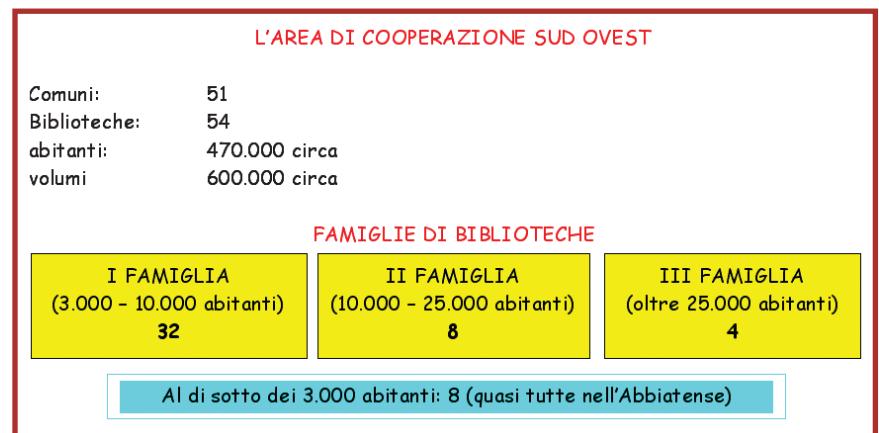 L'AREA DI COOPERAZIONE SUD OVEST
Comuni: 51
Biblioteche: 54
abitanti: 470.000 circa
volumi 600.000 circa
FAMIGLIE DI BIBLIOTECHE
I FAMIGLIA
(3.000 – 10.000 abitanti)
32
II FAMIGLIA
(10.000 – 25.000 abitanti)
8
III FAMIGLIA
(oltre 25.000 abitanti)
4
Al di sotto dei 3.000 abitanti: 8 (quasi tutte nell'Abbiatense)